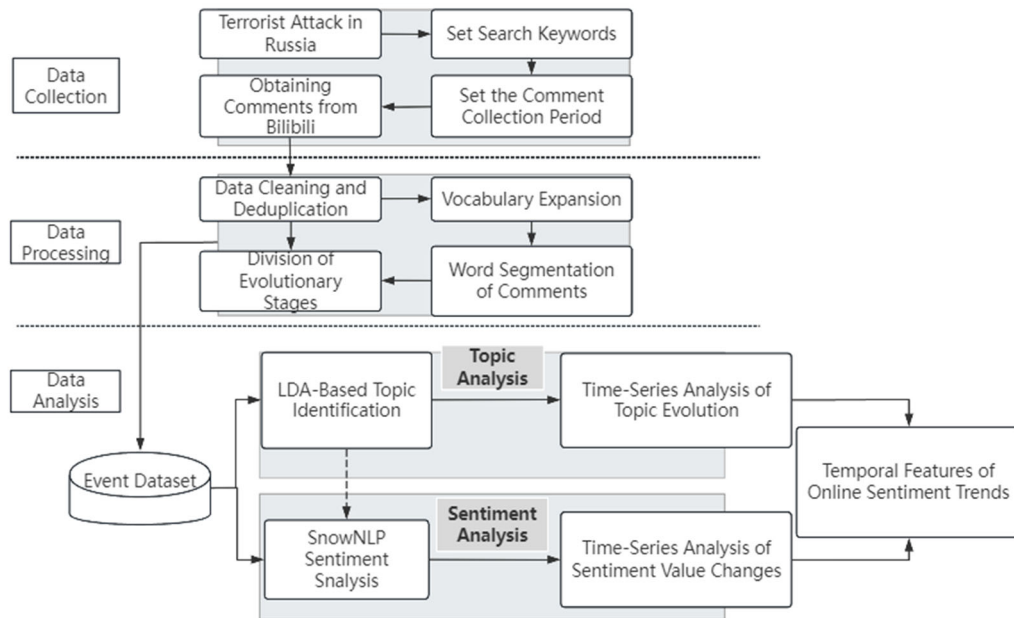 Data
Collection
Terrorist Attack in
Russia
Set Search Keywords
Obtaining
Comments from
Bilibili
Set the Comment
Collection Period
Data
Processing
Data Cleaning and
Deduplication
Vocabulary Expansion
Division of
Evolutionary
Stages
Word Segmentation
of Comments
Data
Analysis
Topic
Analysis
LDA-Based Topic
Identification
Time-Series Analysis of
Topic Evolution
Event Dataset
Temporal Features of
Online Sentiment Trends
Sentiment
Analysis
SnowNLP
Sentiment
Snalysis
Time-Series Analysis of
Sentiment Value Changes